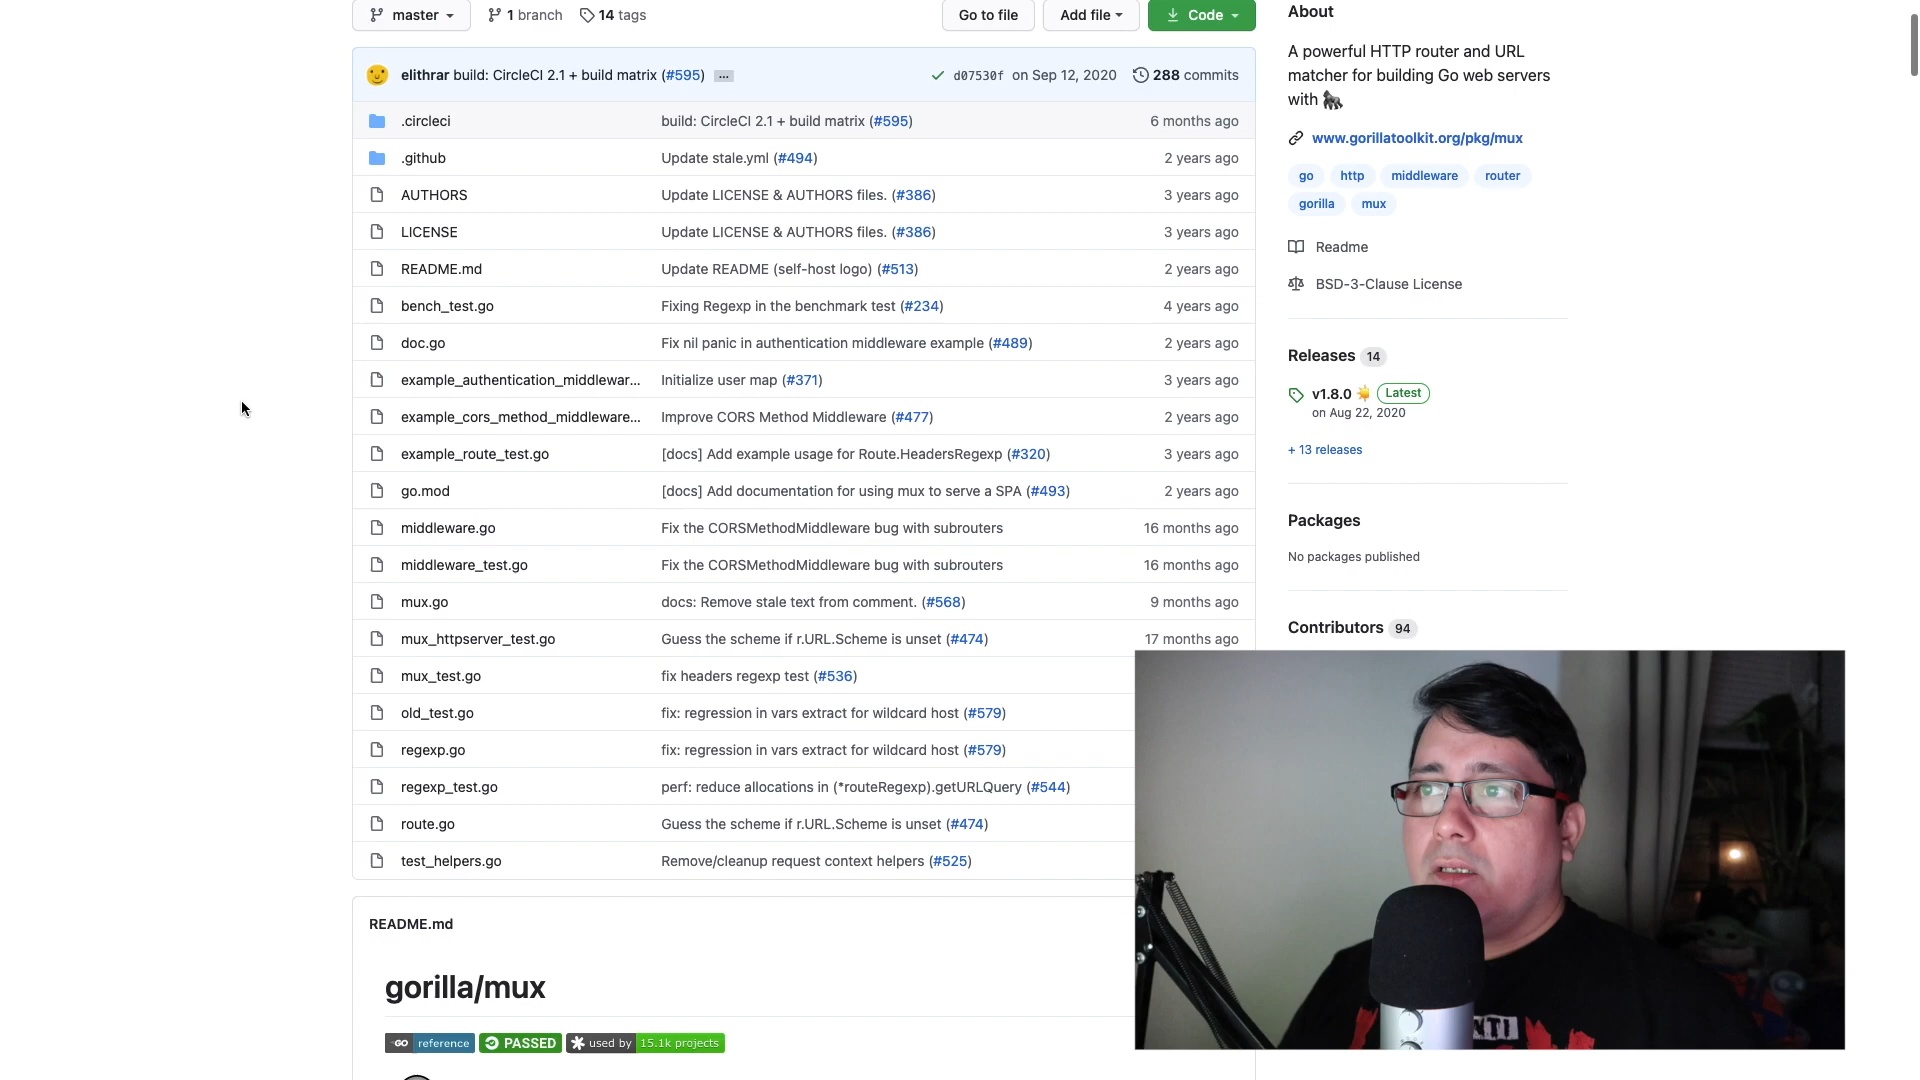 master 1 branch 14 tags Go to file Add file Code
elithrar build: CircleCI 2.1 + build matrix (#595) ... d07530f on Sep 12, 2020 288 commits
.circleci build: CircleCI 2.1 + build matrix (#595) 6 months ago
.github Update stale.yml (#494) 2 years ago
AUTHORS Update LICENSE & AUTHORS files. (#386) 3 years ago
LICENSE Update LICENSE & AUTHORS files. (#386) 3 years ago
README.md Update README (self-host logo) (#513) 2 years ago
bench_test.go Fixing Regexp in the benchmark test (#234) 4 years ago
doc.go Fix nil panic in authentication middleware example (#489) 2 years ago
example_authentication_middlewar... Initialize user map (#371) 3 years ago
example_cors_method_middleware... Improve CORS Method Middleware (#477) 2 years ago
example_route_test.go [docs] Add example usage for Route.HeadersRegexp (#320) 3 years ago
go.mod [docs] Add documentation for using mux to serve a SPA (#493) 2 years ago
middleware.go Fix the CORSMethodMiddleware bug with subrouters 16 months ago
middleware_test.go Fix the CORSMethodMiddleware bug with subrouters 16 months ago
mux.go docs: Remove stale text from comment. (#568) 9 months ago
mux_httpserver_test.go Guess the scheme if r.URL.Scheme is unset (#474) 17 months ago
mux_test.go fix headers regexp test (#536)
old_test.go fix: regression in vars extract for wildcard host (#579)
regexp.go fix: regression in vars extract for wildcard host (#579)
regexp_test.go perf: reduce allocations in (*routeRegexp).getURLQuery (#544)
route.go Guess the scheme if r.URL.Scheme is unset (#474)
test_helpers.go Remove/cleanup request context helpers (#525)
README.md
gorilla/mux
GO reference PASSED used by 15.1k projects
About
A powerful HTTP router and URL
matcher for building Go web servers
with 🦍
www.gorillatoolkit.org/pkg/mux
go http middleware router
gorilla mux
Readme
BSD-3-Clause License
Releases 14
v1.8.0 Latest
on Aug 22, 2020
+ 13 releases
Packages
No packages published
Contributors 94